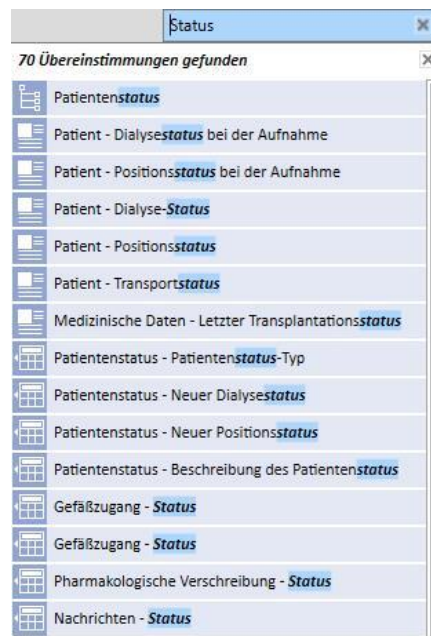 Status
70 Übereinstimmungen gefunden
Patientenstatus
Patient - Dialysestatus bei der Aufnahme
Patient - Positionsstatus bei der Aufnahme
Patient - Dialyse-Status
Patient - Positionsstatus
Patient - Transportstatus
Medizinische Daten - Letzter Transplantationsstatus
Patientenstatus - Patientenstatus-Typ
Patientenstatus - Neuer Dialysestatus
Patientenstatus - Neuer Positionsstatus
Patientenstatus - Beschreibung des Patientenstatus
Gefäßzugang - Status
Gefäßzugang - Status
Pharmakologische Verschreibung - Status
Nachrichten - Status